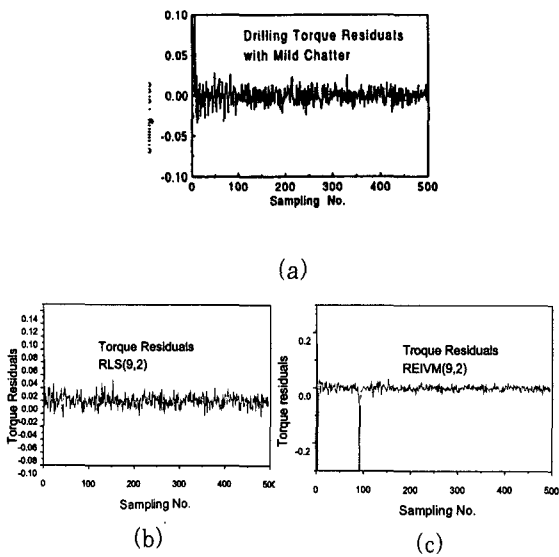 0.10
Drilling Torque Residuals
with Mild Chatter
0.05
0.00
-0.05
-0.10
0 100 200 300 400 500
Sampling No.
(a)
0.14
0.12
0.10
0.08
0.06
0.04
0.02
0.00
-0.02
-0.04
-0.06
-0.08
-0.10
Torque Residuals
Torque Residuals
RLS(9,2)
0 100 200 300 400 500
Sampling No.
(b)
0.2
0.0
-0.2
Torque residuals
Troque Residuals
REIVM(9,2)
0 100 200 300 400 500
Sampling No.
(c)